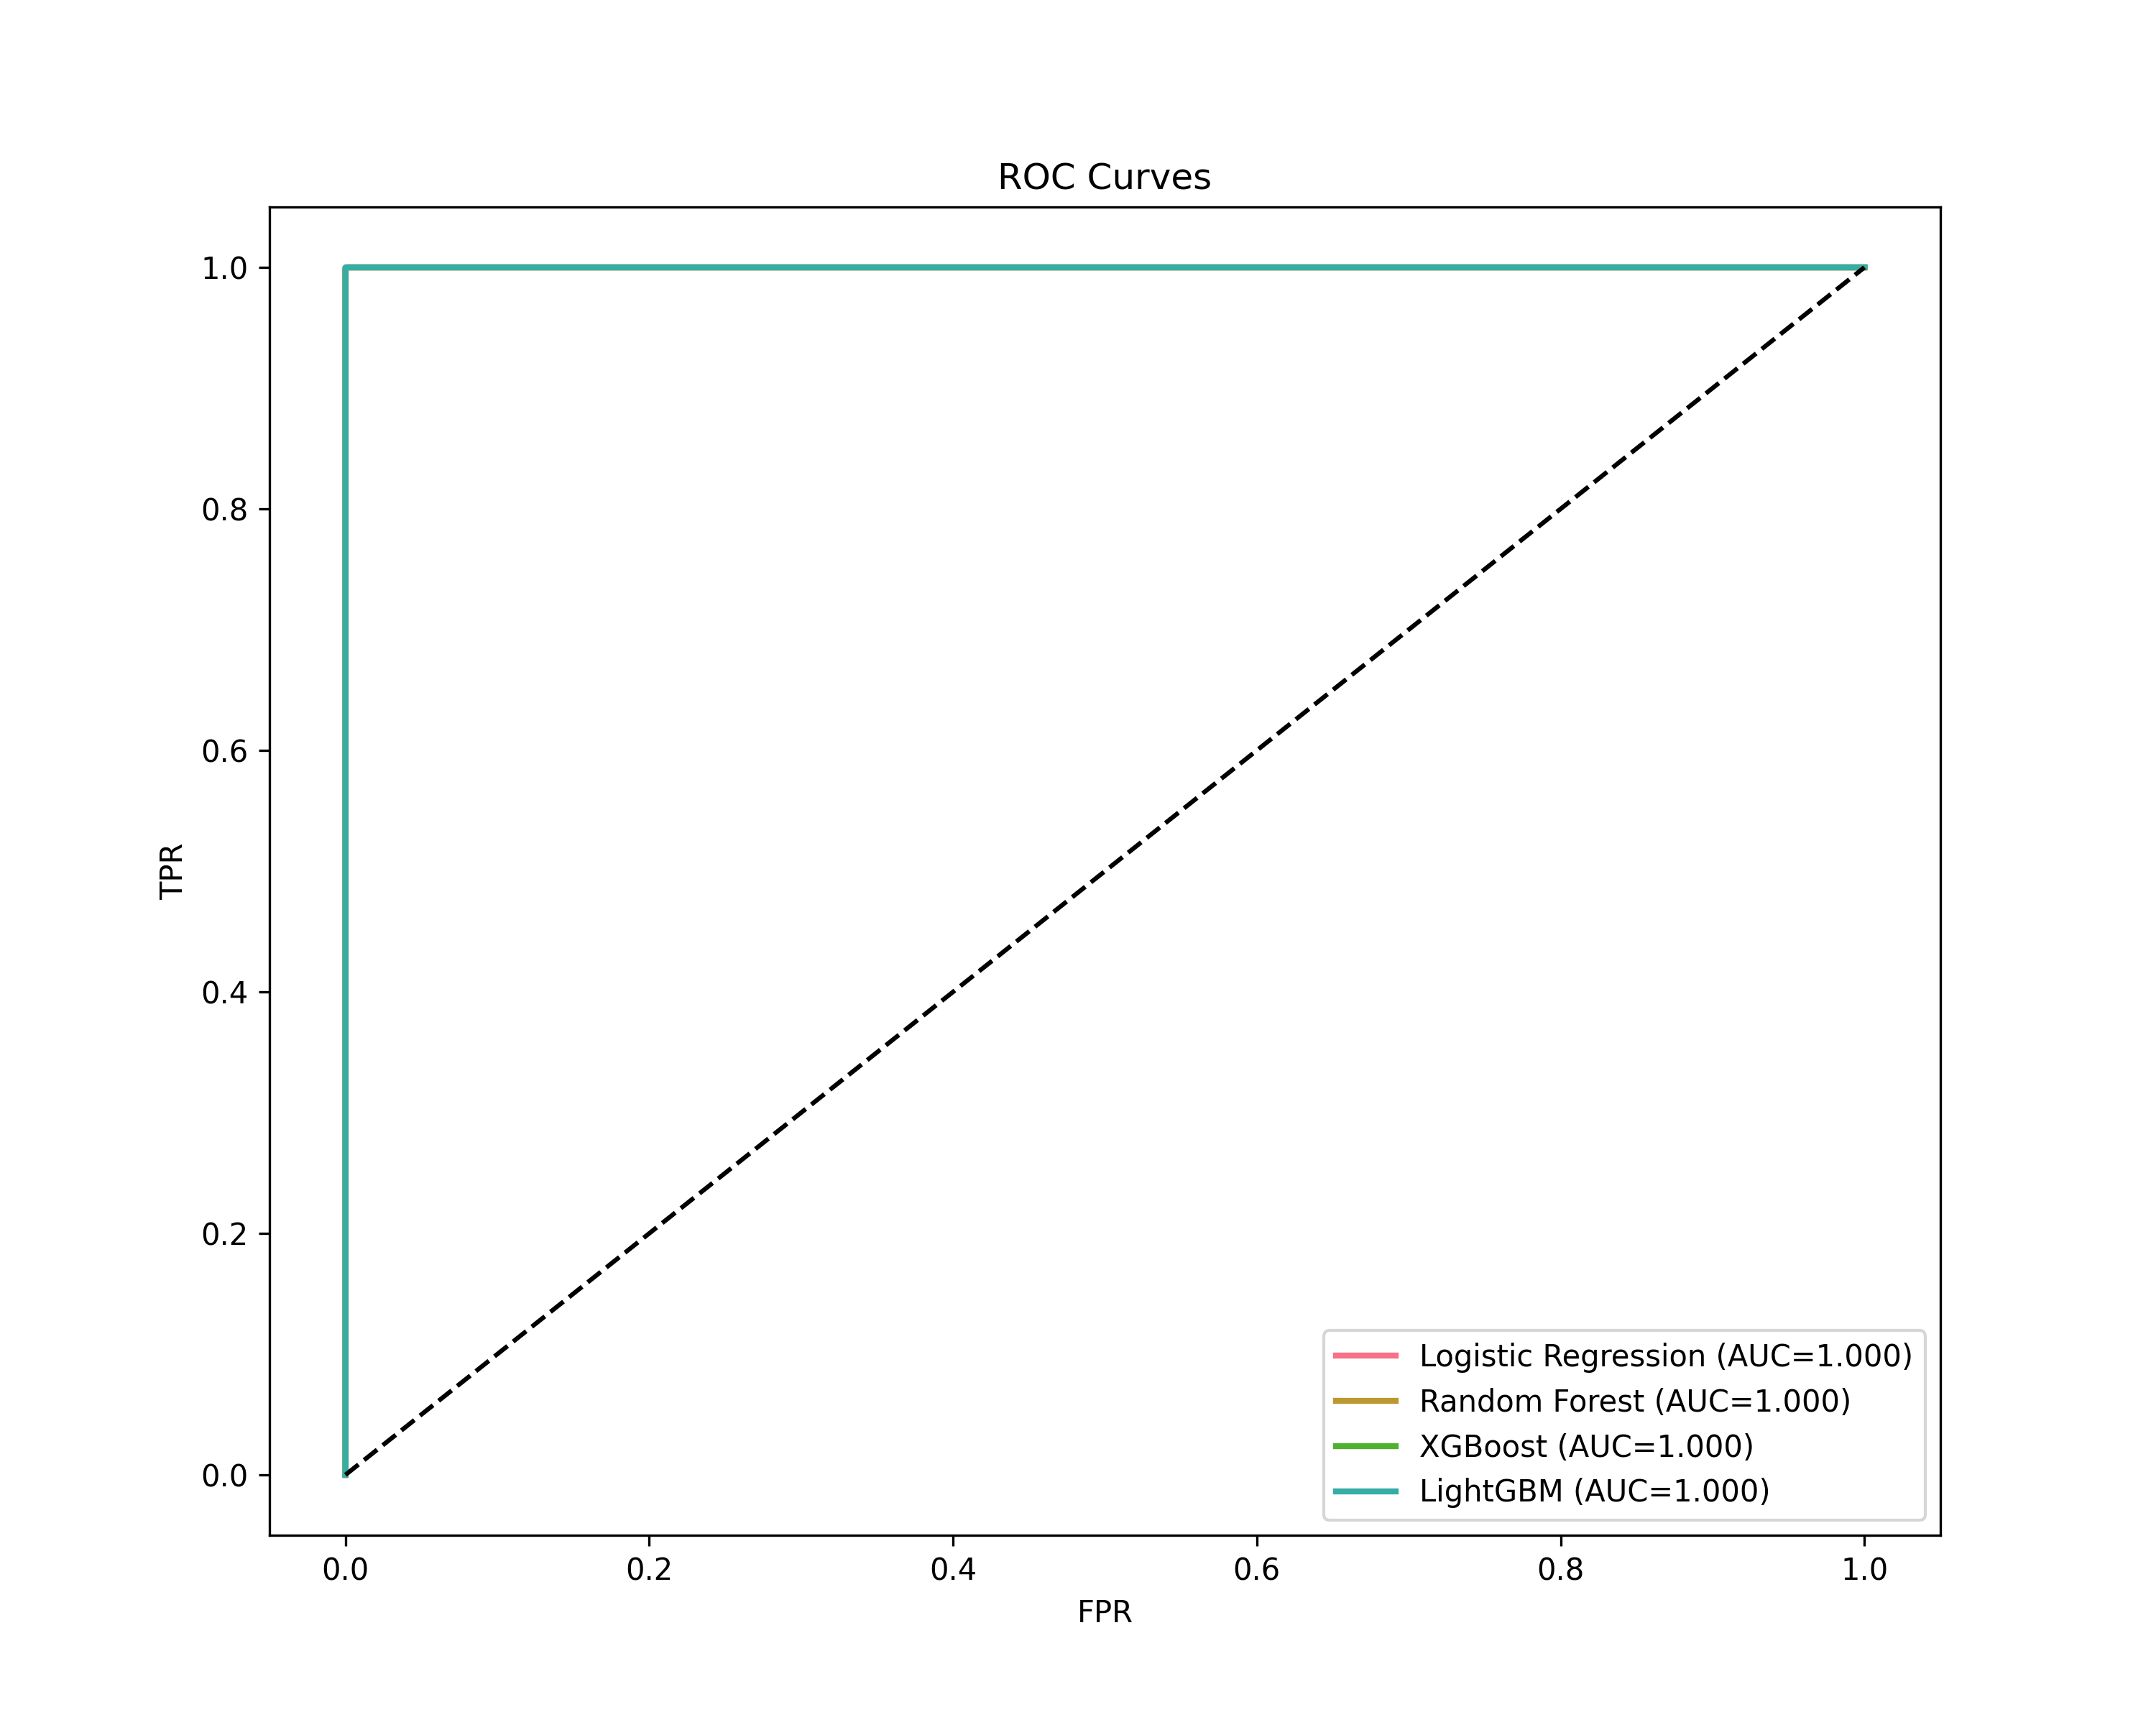 ROC Curves
1.0
0.8
0.6
0.4
0.2
0.0
TPR
0.0 0.2 0.4 0.6 0.8 1.0
FPR
Logistic Regression (AUC=1.000)
Random Forest (AUC=1.000)
XGBoost (AUC=1.000)
LightGBM (AUC=1.000)